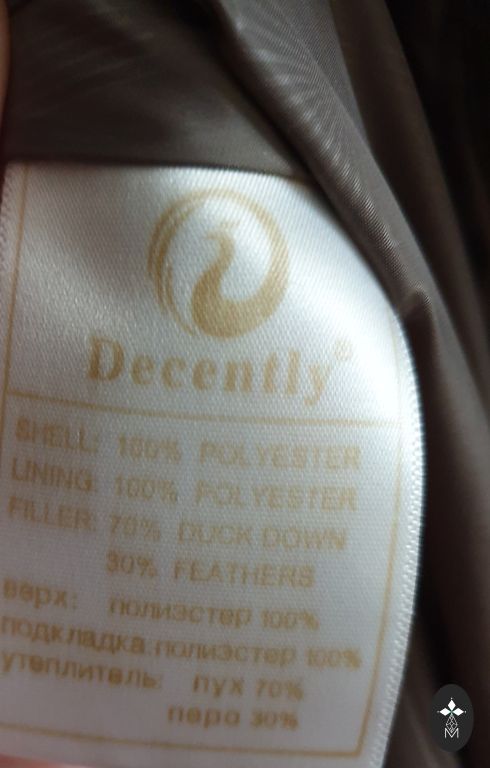 Decently®
SHELL: 100% POLYESTER
LINING: 100% POLYESTER
FILLER: 70% DUCK DOWN
30% FEATHERS
верх: полиэстер 100%
подкладка: полиэстер 100%
утеплитель: пух 70%
перо 30%
M